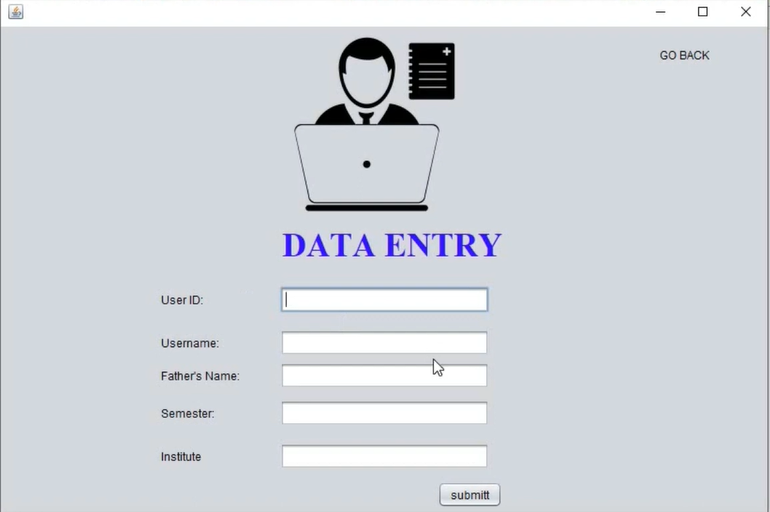 GO BACK
DATA ENTRY
User ID:
Username:
Father's Name:
Semester:
Institute
submitt